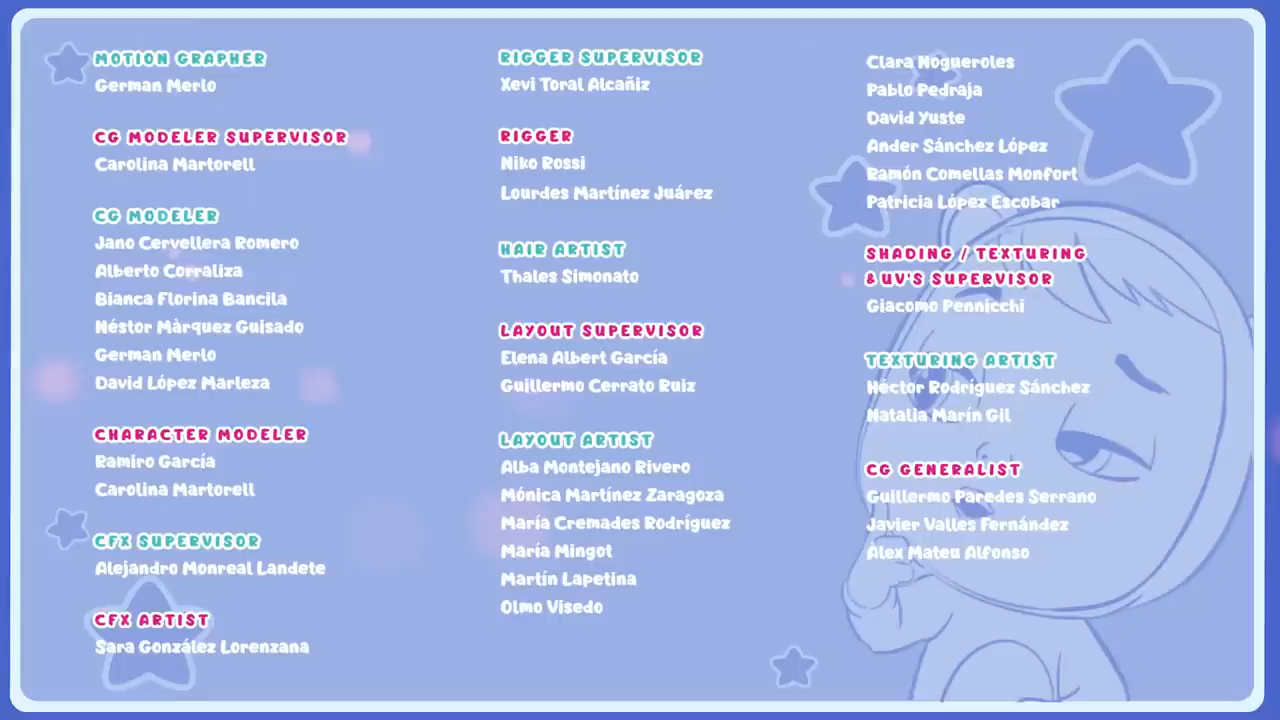 MOTION GRAPHER
German Merlo
CG MODELER SUPERVISOR
Carolina Martorell
CG MODELER
Jano Cervellera Romero
Alberto Corraliza
Bianca Florina Bancila
Néstor Màrquez Guisado
German Merlo
David López Marleza
CHARACTER MODELER
Ramiro García
Carolina Martorell
CFX SUPERVISOR
Alejandro Monreal Landete
CFX ARTIST
Sara González Lorenzana
RIGGER SUPERVISOR
Xevi Toral Alcañiz
RIGGER
Niko Rossi
Lourdes Martínez Juárez
HAIR ARTIST
Thales Simonato
LAYOUT SUPERVISOR
Elena Albert García
Guillermo Cerrato Ruiz
LAYOUT ARTIST
Alba Montejano Rivero
Mónica Martínez Zaragoza
María Cremades Rodríguez
María Mingot
Martín Lapetina
Olmo Visedo
Clara Nogueroles
Pablo Pedraja
David Yuste
Ander Sánchez López
Ramón Comellas Monfort
Patricia López Escobar
SHADING / TEXTURING
& UV'S SUPERVISOR
Giacomo Pennicchi
TEXTURING ARTIST
Héctor Rodríguez Sánchez
Natalia Marín Gil
CG GENERALIST
Guillermo Paredes Serrano
Javier Valles Fernández
Àlex Mateu Alfonso